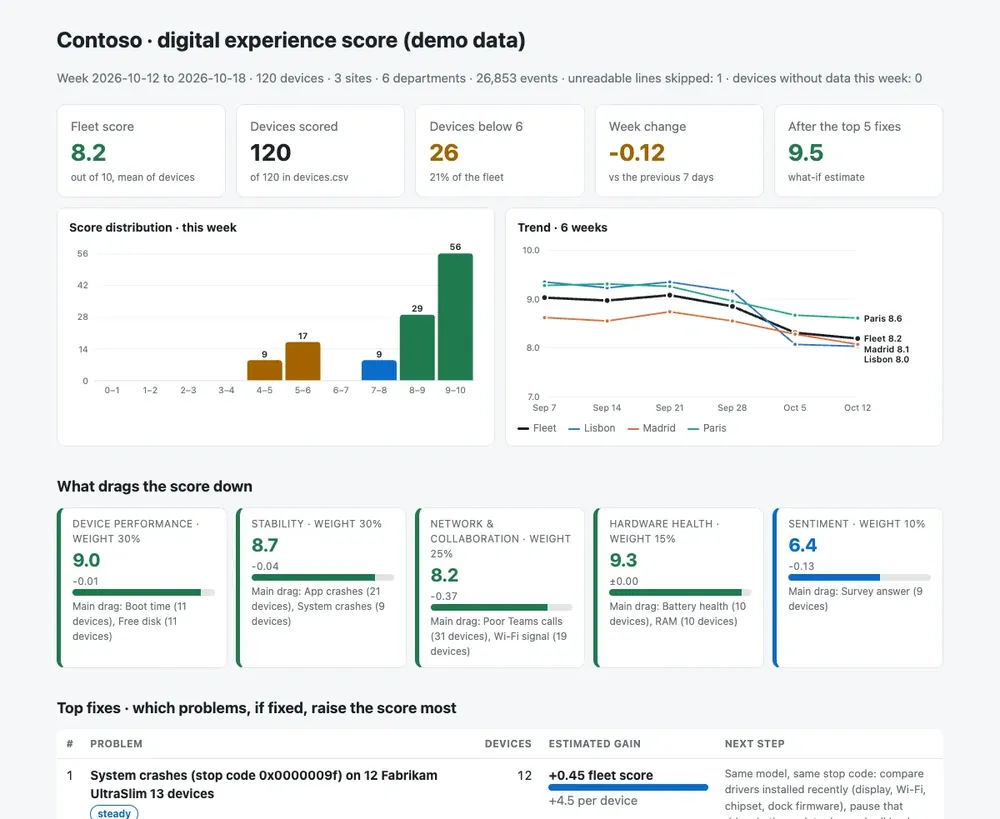 Contoso · digital experience score (demo data)
Week 2026-10-12 to 2026-10-18 · 120 devices · 3 sites · 6 departments · 26,853 events · unreadable lines skipped: 1 · devices without data this week: 0
Fleet score
8.2
out of 10, mean of devices
Devices scored
120
of 120 in devices.csv
Devices below 6
26
21% of the fleet
Week change
-0.12
vs the previous 7 days
After the top 5 fixes
9.5
what-if estimate
Score distribution · this week
56
42
28
14
0
9
17
9
29
56
0–1
1–2
2–3
3–4
4–5
5–6
6–7
7–8
8–9
9–10
Trend · 6 weeks
10.0
9.0
8.0
7.0
Paris 8.6
Fleet 8.2
Madrid 8.1
Lisbon 8.0
Sep 7
Sep 14
Sep 21
Sep 28
Oct 5
Oct 12
Fleet
Lisbon
Madrid
Paris
What drags the score down
DEVICE PERFORMANCE ·
WEIGHT 30%
9.0
-0.01
Main drag: Boot time (11
devices), Free disk (11
devices)
STABILITY · WEIGHT 30%
8.7
-0.04
Main drag: App crashes (21
devices), System crashes (9
devices)
NETWORK &
COLLABORATION · WEIGHT
25%
8.2
-0.37
Main drag: Poor Teams calls
(31 devices), Wi-Fi signal (19
devices)
HARDWARE HEALTH ·
WEIGHT 15%
9.3
±0.00
Main drag: Battery health (10
devices), RAM (10 devices)
SENTIMENT · WEIGHT 10%
6.4
-0.13
Main drag: Survey answer (9
devices)
Top fixes · which problems, if fixed, raise the score most
# PROBLEM DEVICES ESTIMATED GAIN NEXT STEP
1
System crashes (stop code 0x0000009f) on 12 Fabrikam
UltraSlim 13 devices
steady
12
+0.45 fleet score
+4.5 per device
Same model, same stop code: compare
drivers installed recently (display, Wi-Fi,
chipset, dock firmware), pause that